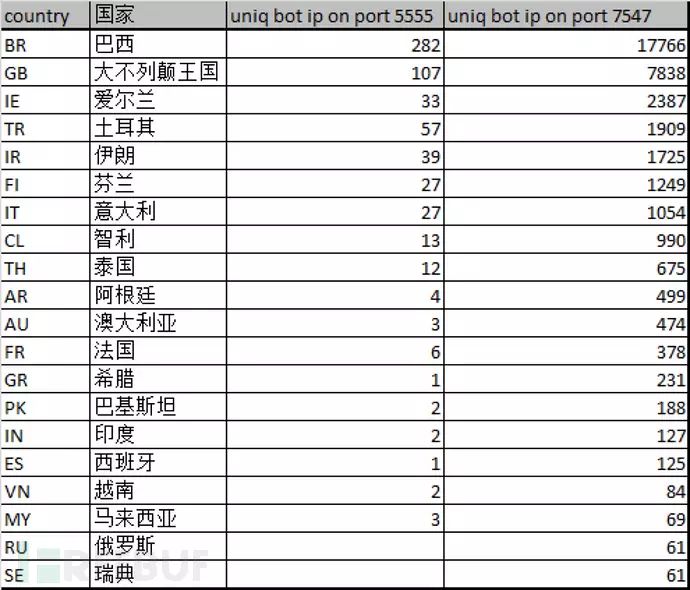 country 国家 uniq bot ip on port 5555 uniq bot ip on port 7547
BR 巴西 282 17766
GB 大不列颠王国 107 7838
IE 爱尔兰 33 2387
TR 土耳其 57 1909
IR 伊朗 39 1725
FI 芬兰 27 1249
IT 意大利 27 1054
CL 智利 13 990
TH 泰国 12 675
AR 阿根廷 4 499
AU 澳大利亚 3 474
FR 法国 6 378
GR 希腊 1 231
PK 巴基斯坦 2 188
IN 印度 2 127
ES 西班牙 1 125
VN 越南 2 84
MY 马来西亚 3 69
RU 俄罗斯 61
SE 瑞典 61